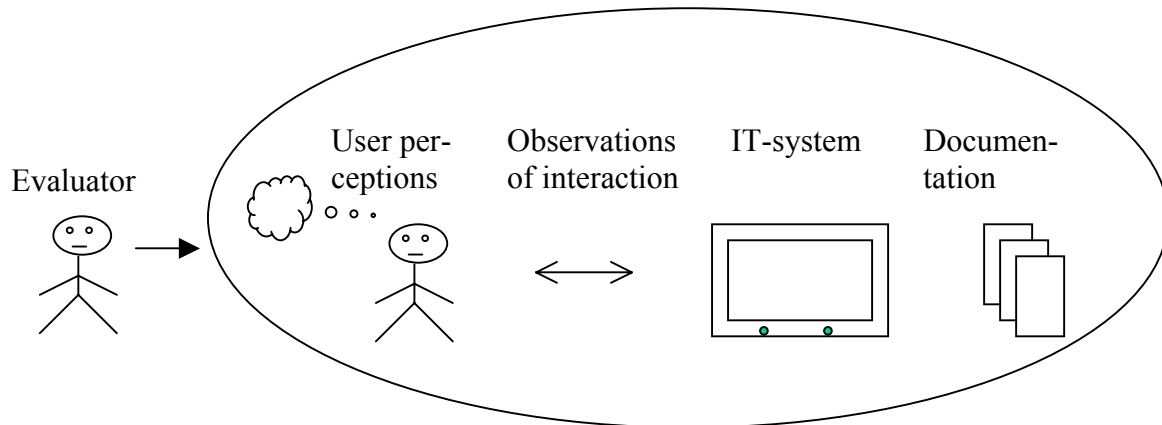 Evaluator
User per-
ceptions
Observations
of interaction
IT-system
Documen-
tation